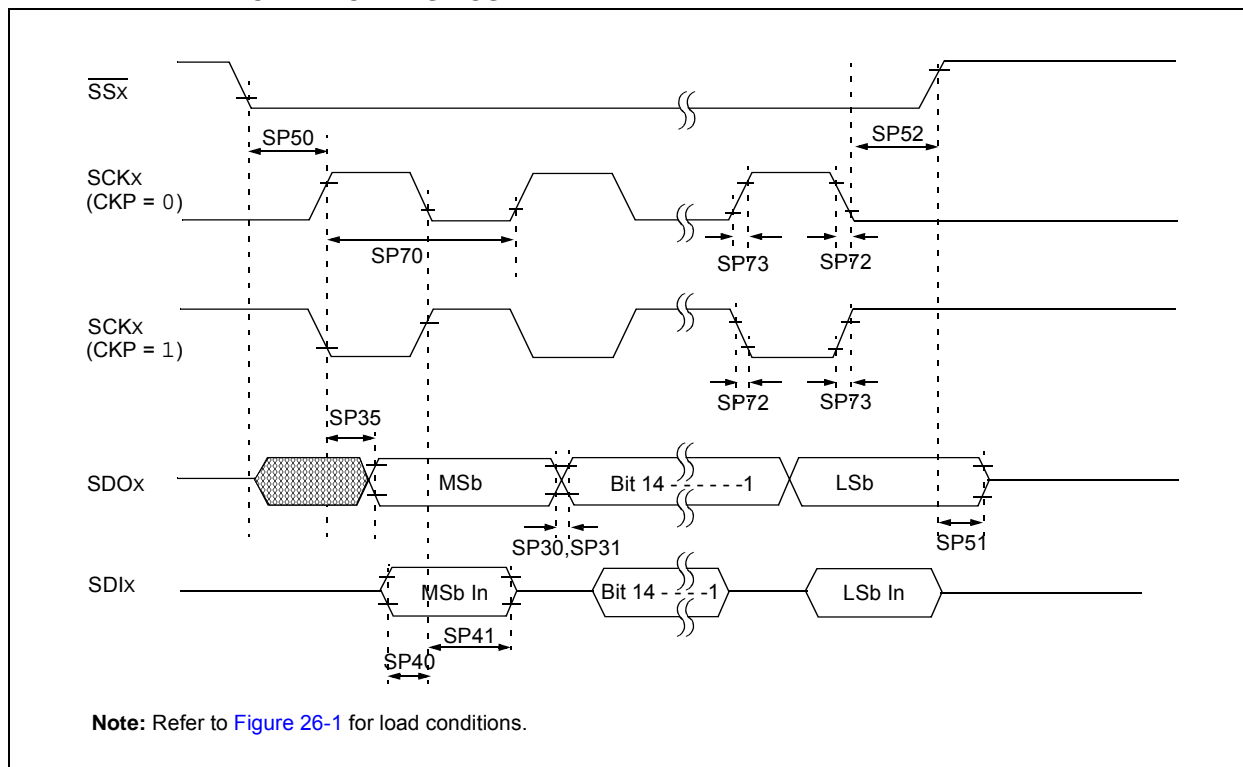 SSx
SP50
SP52
SCKx
(CKP = 0)
SP70
SP73
SP72
SCKx
(CKP = 1)
SP72
SP73
SP35
SDOx
MSb
Bit 14 - - - - - -1
LSb
SP30,SP31
SP51
SDIx
MSb In
Bit 14 - - - -1
LSb In
SP41
SP40
Note: Refer to Figure 26-1 for load conditions.